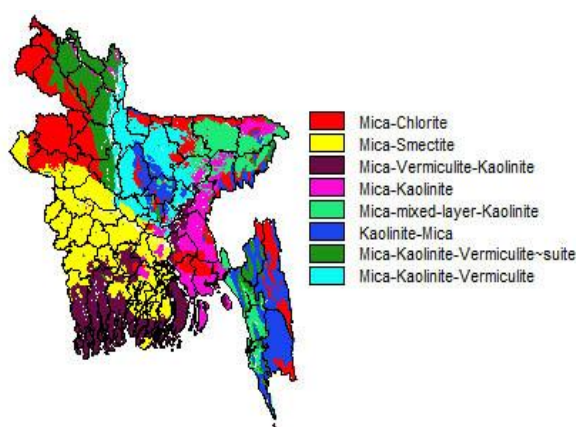 Mica-Chlorite
Mica-Smectite
Mica-Vermiculite-Kaolinite
Mica-Kaolinite
Mica-mixed-layer-Kaolinite
Kaolinite-Mica
Mica-Kaolinite-Vermiculite~suite
Mica-Kaolinite-Vermiculite